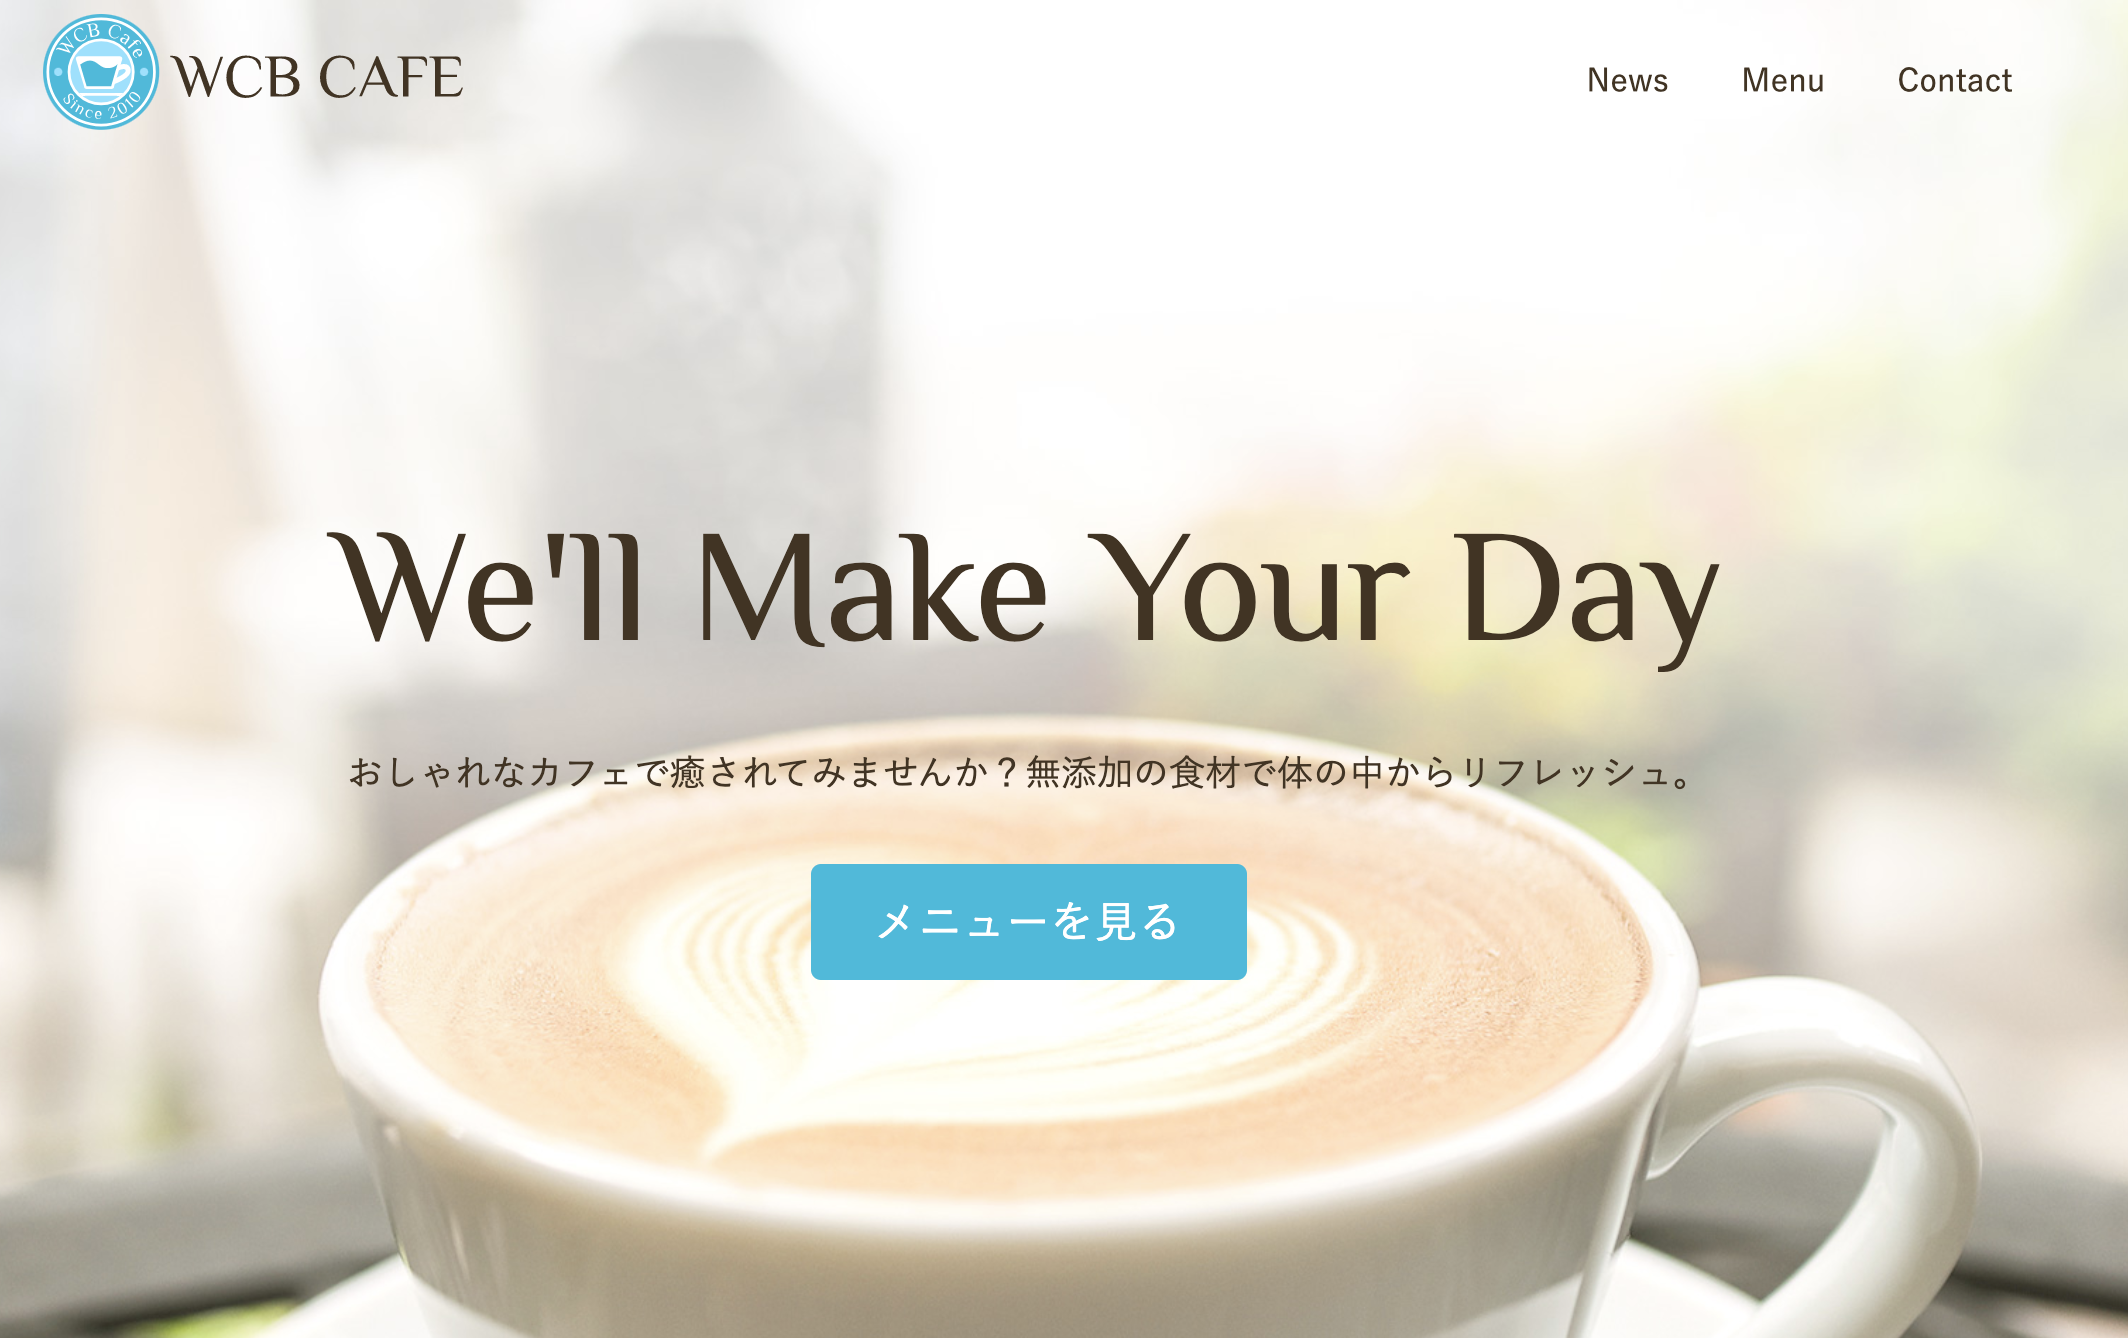 WCB Cafe
Since 2010
WCB CAFE
News
Menu
Contact
We'll Make Your Day
おしゃれなカフェで癒されてみませんか？無添加の食材で体の中からリフレッシュ。
メニューを見る